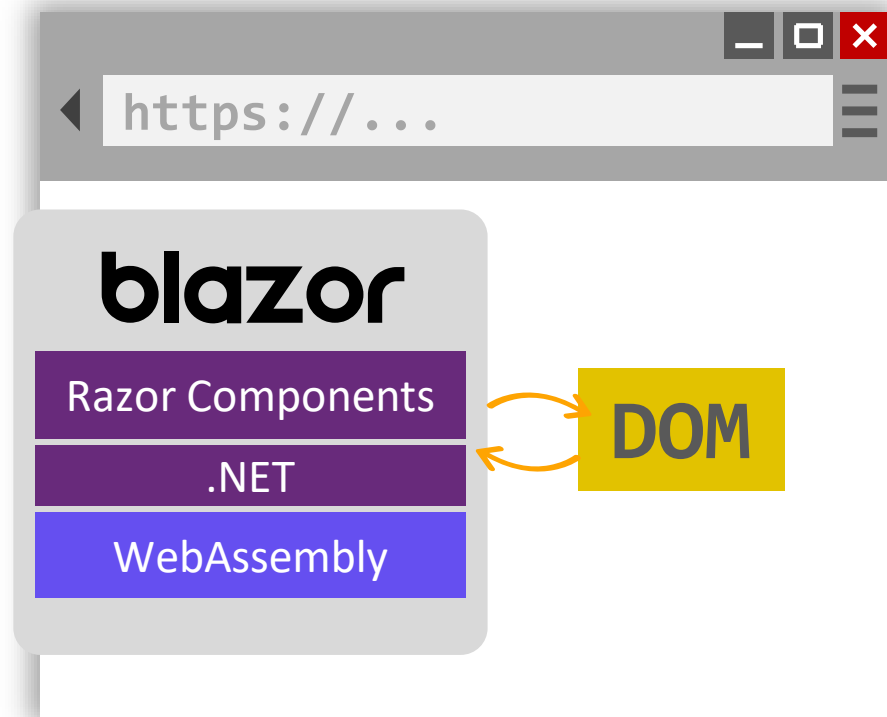 https://...
blazor
Razor Components
.NET
WebAssembly
DOM